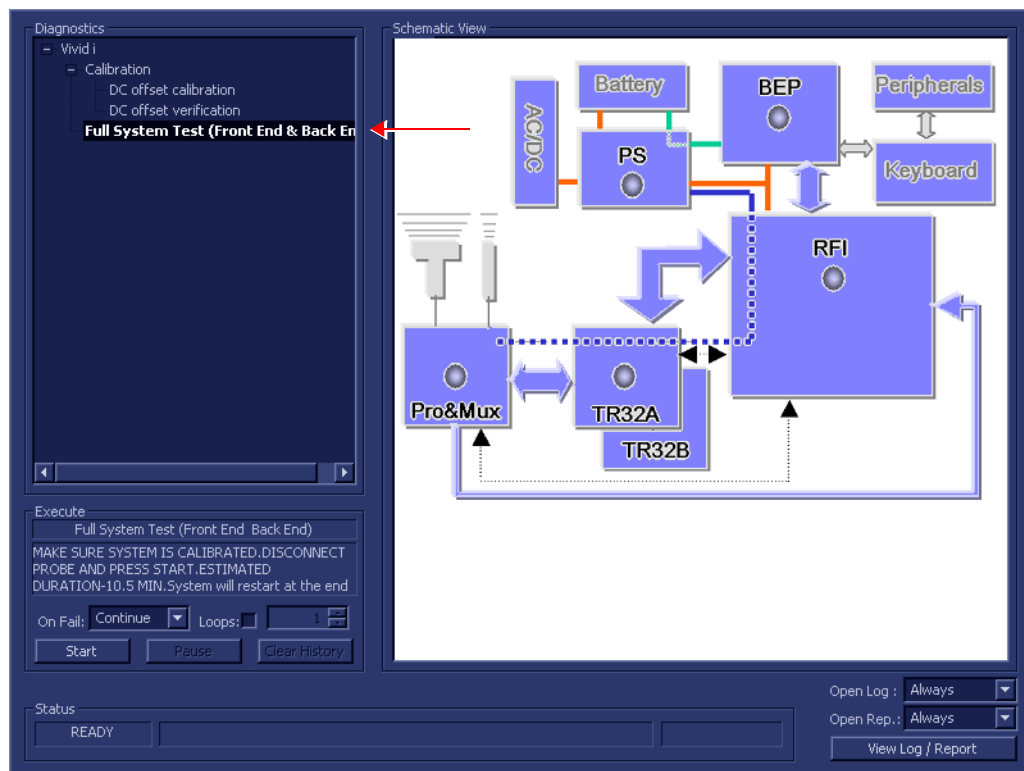 Diagnostics
Vivid i
Calibration
DC offset calibration
DC offset verification
Full System Test (Front End & Back En
Execute
Full System Test (Front End  Back End)
MAKE SURE SYSTEM IS CALIBRATED.DISCONNECT
PROBE AND PRESS START.ESTIMATED
DURATION-10.5 MIN.System will restart at the end
On Fail: Continue Loops: 1
Start Pause Clear History
Schematic View
Battery
BEP
Peripherals
AC/DC
PS
Keyboard
RFI
Pro&Mux
TR32A
TR32B
Open Log : Always
Status
READY
Open Rep.: Always
View Log / Report